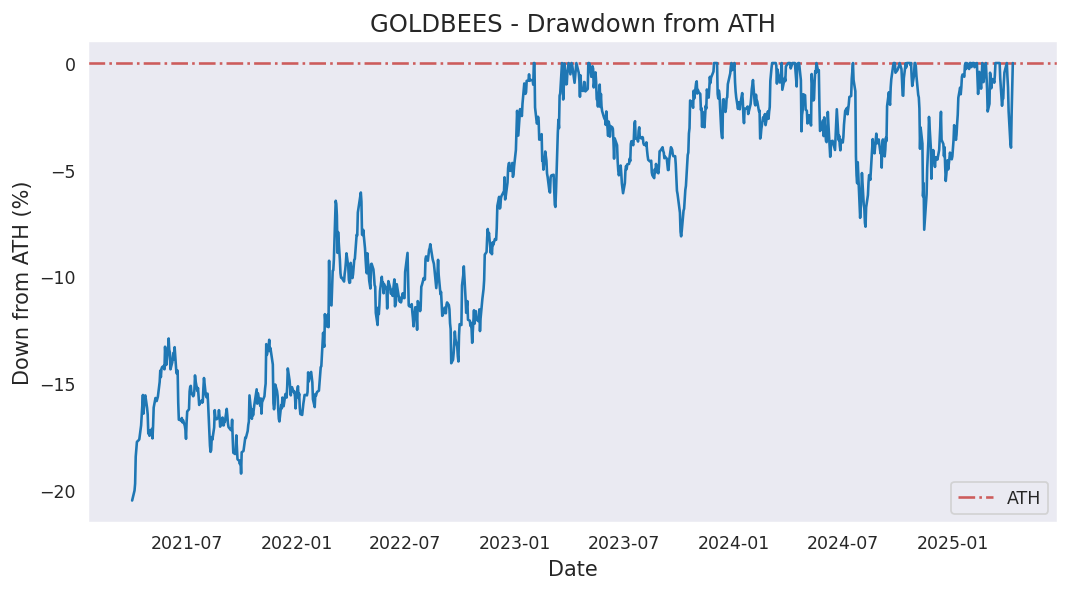 GOLDBEES - Drawdown from ATH
Down from ATH (%)
0
−5
−10
−15
−20
ATH
2021-07 2022-01 2022-07 2023-01 2023-07 2024-01 2024-07 2025-01
Date